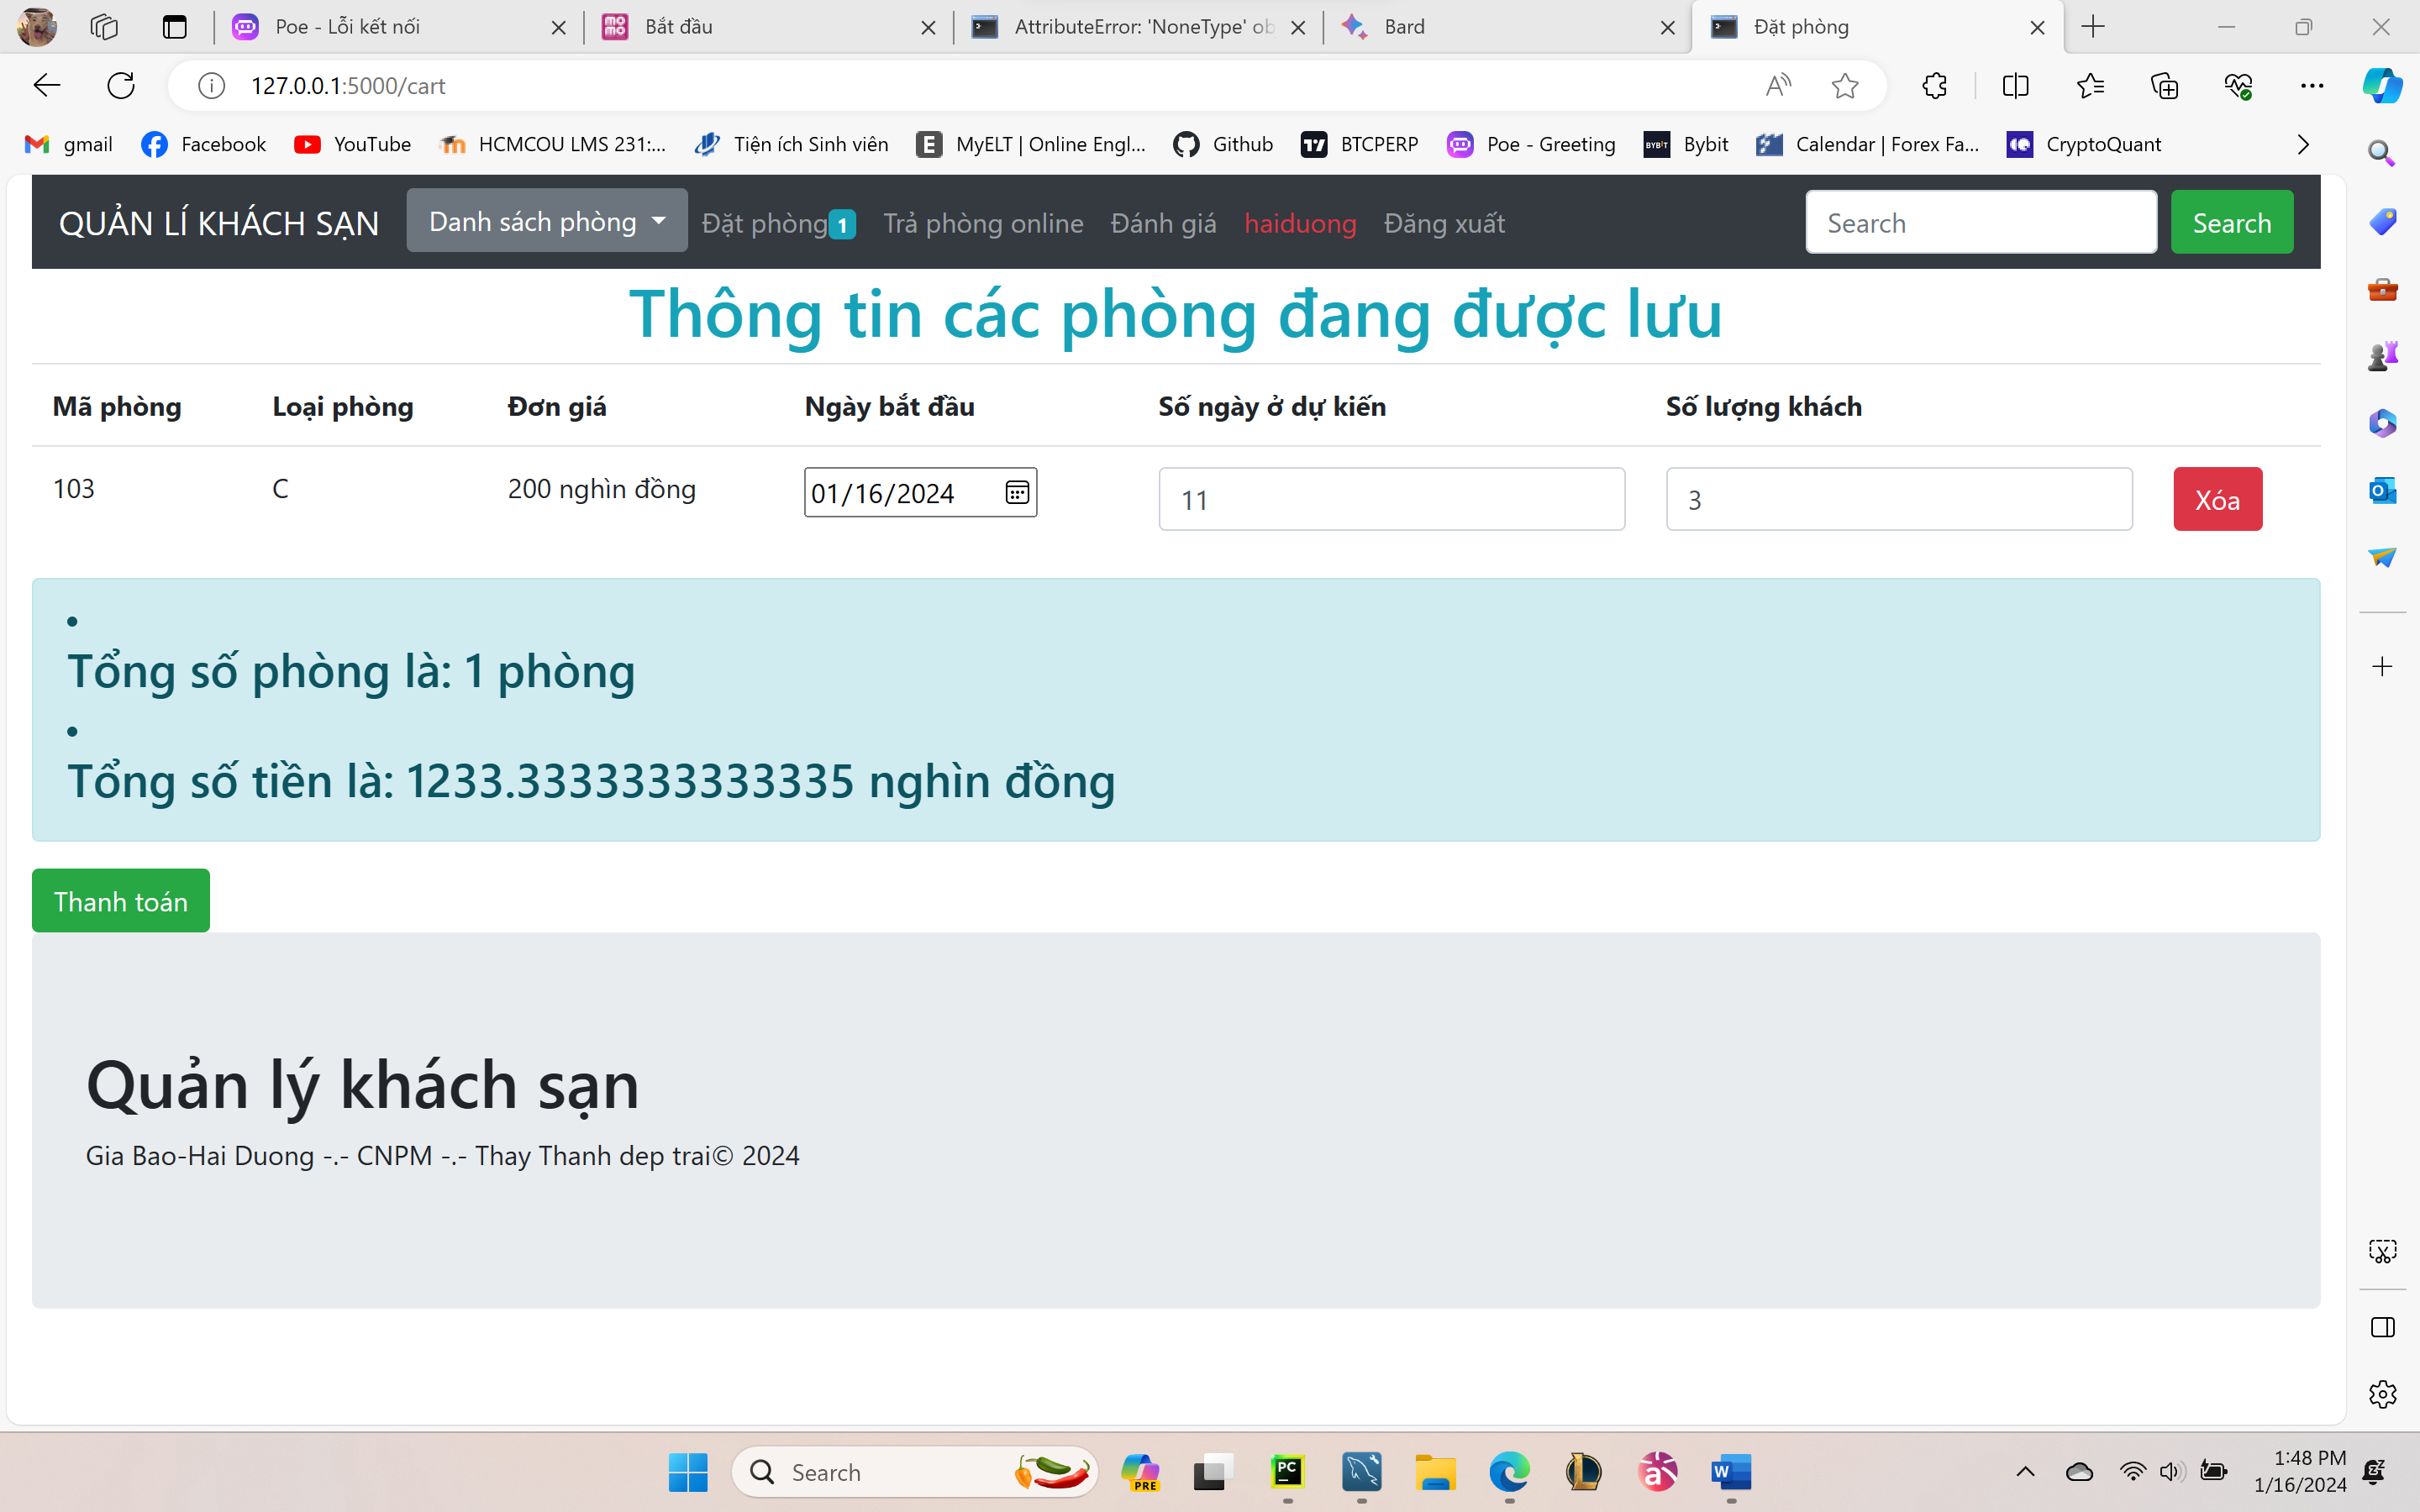 Poe - Lỗi kết nối
Bắt đầu
AttributeError: 'NoneType' ob
Bard
Đặt phòng
127.0.0.1:5000/cart
gmail
Facebook
YouTube
HCMCOU LMS 231:...
Tiện ích Sinh viên
MyELT | Online Engl...
Github
BTCPERP
Poe - Greeting
Bybit
Calendar | Forex Fa...
CryptoQuant
QUẢN LÍ KHÁCH SẠN
Danh sách phòng
Đặt phòng 1
Trả phòng online
Đánh giá
haiduong
Đăng xuất
Search
Search
Thông tin các phòng đang được lưu
Mã phòng Loại phòng Đơn giá Ngày bắt đầu Số ngày ở dự kiến Số lượng khách
103 C 200 nghìn đồng 01/16/2024 11 3 Xóa
Tổng số phòng là: 1 phòng
Tổng số tiền là: 1233.3333333333335 nghìn đồng
Thanh toán
Quản lý khách sạn
Gia Bao-Hai Duong -.- CNPM -.- Thay Thanh dep trai© 2024
Search
PRE
PC
1:48 PM
1/16/2024